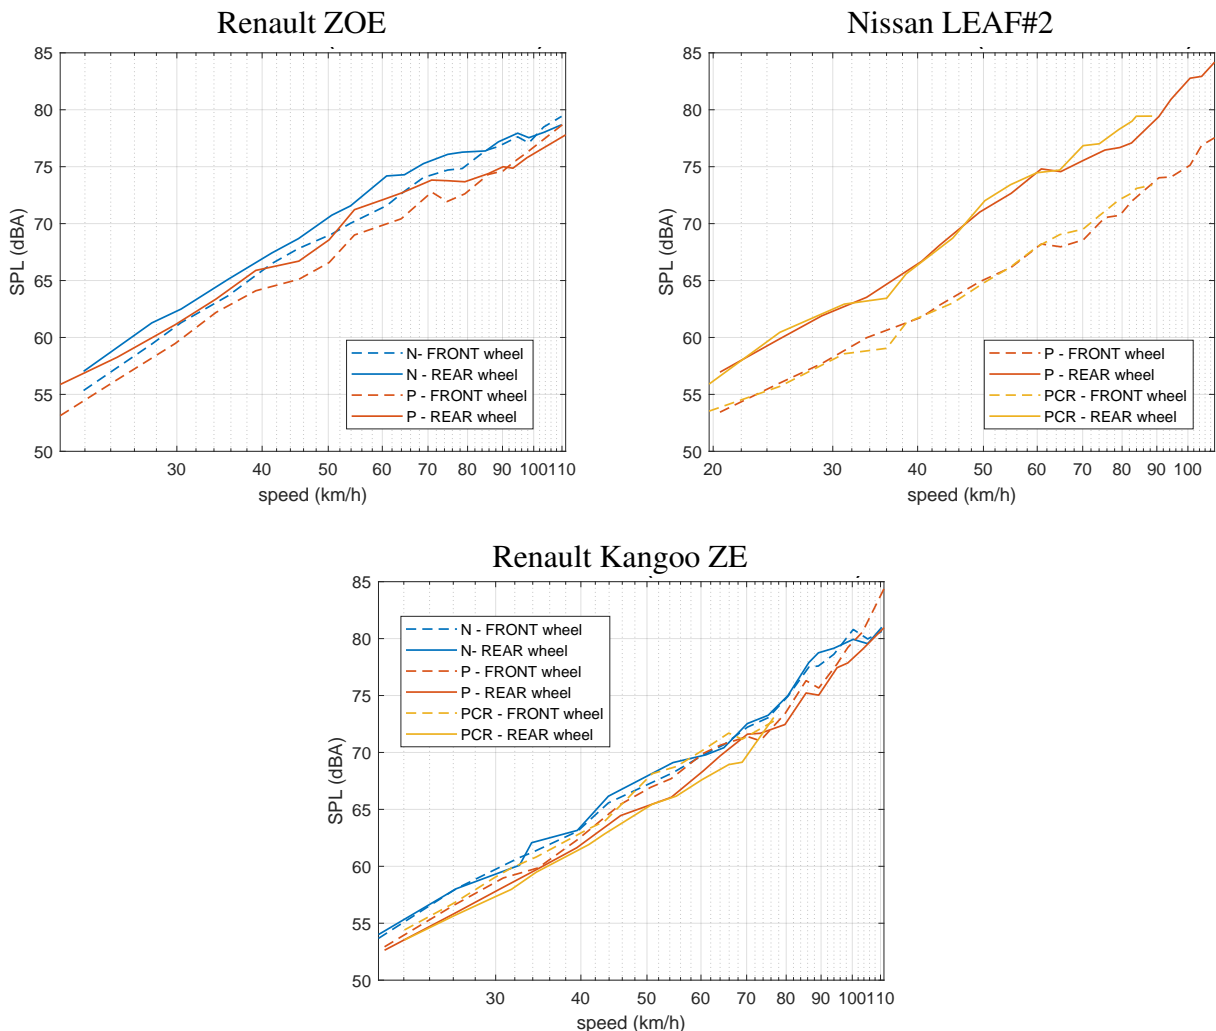 Renault ZOE
85
80
75
70
65
60
55
50
SPL (dBA)
N- FRONT wheel
N - REAR wheel
P - FRONT wheel
P - REAR wheel
30 40 50 60 70 80 90 100 110
speed (km/h)
Nissan LEAF#2
85
80
75
70
65
60
55
50
SPL (dBA)
P - FRONT wheel
P - REAR wheel
PCR - FRONT wheel
PCR - REAR wheel
20 30 40 50 60 70 80 90 100
speed (km/h)
Renault Kangoo ZE
85
80
75
70
65
60
55
50
SPL (dBA)
N - FRONT wheel
N- REAR wheel
P - FRONT wheel
P - REAR wheel
PCR - FRONT wheel
PCR - REAR wheel
30 40 50 60 70 80 90 100 110
speed (km/h)